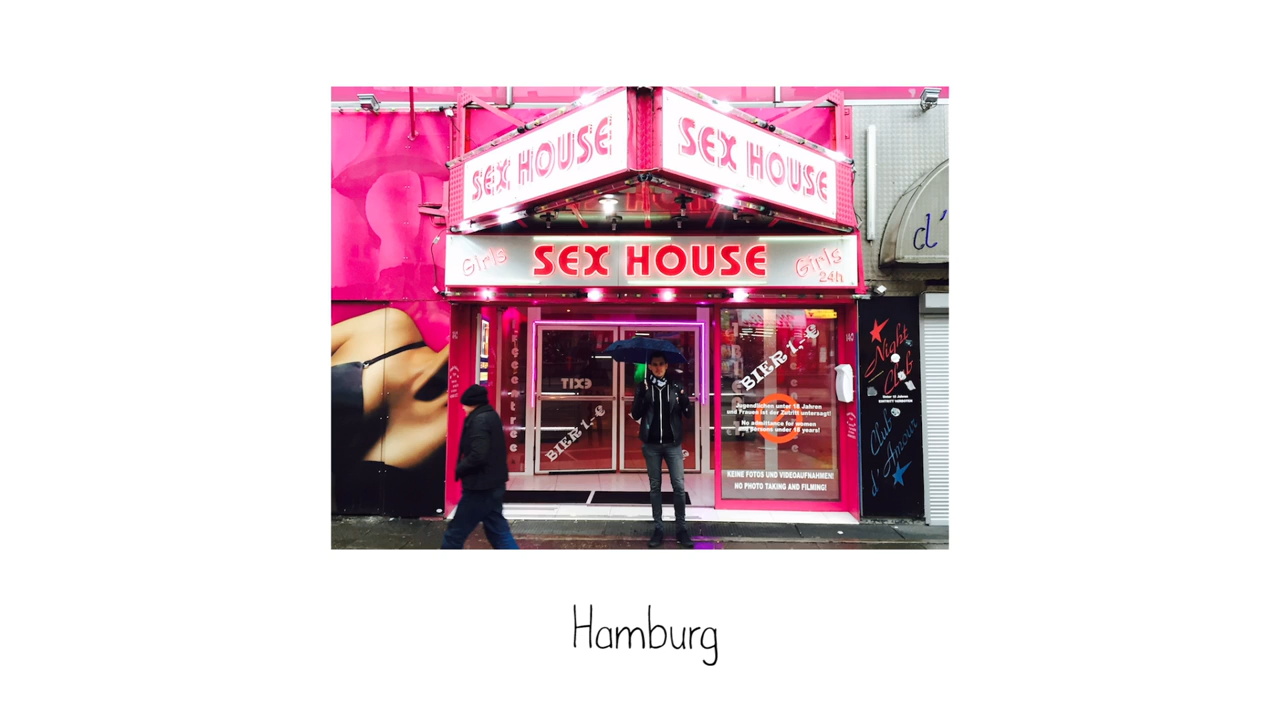 SEX HOUSE
SEX HOUSE
Girls
SEX HOUSE
Girls
24h
EXIT
BIER 1,-€
BIER 1,-€
Jugendlichen unter 18 Jahren
und Frauen ist der Zutritt untersagt!
No admittance for women
and persons under 18 years!
KEINE FOTOS UND VIDEOAUFNAHMEN!
NO PHOTO TAKING AND FILMING!
d'
Night
Club
Club
d'Amour
Hamburg